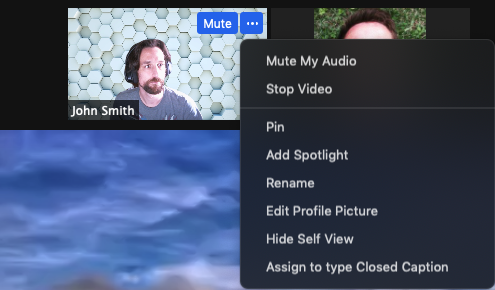 Mute ...
John Smith
Mute My Audio
Stop Video
Pin
Add Spotlight
Rename
Edit Profile Picture
Hide Self View
Assign to type Closed Caption